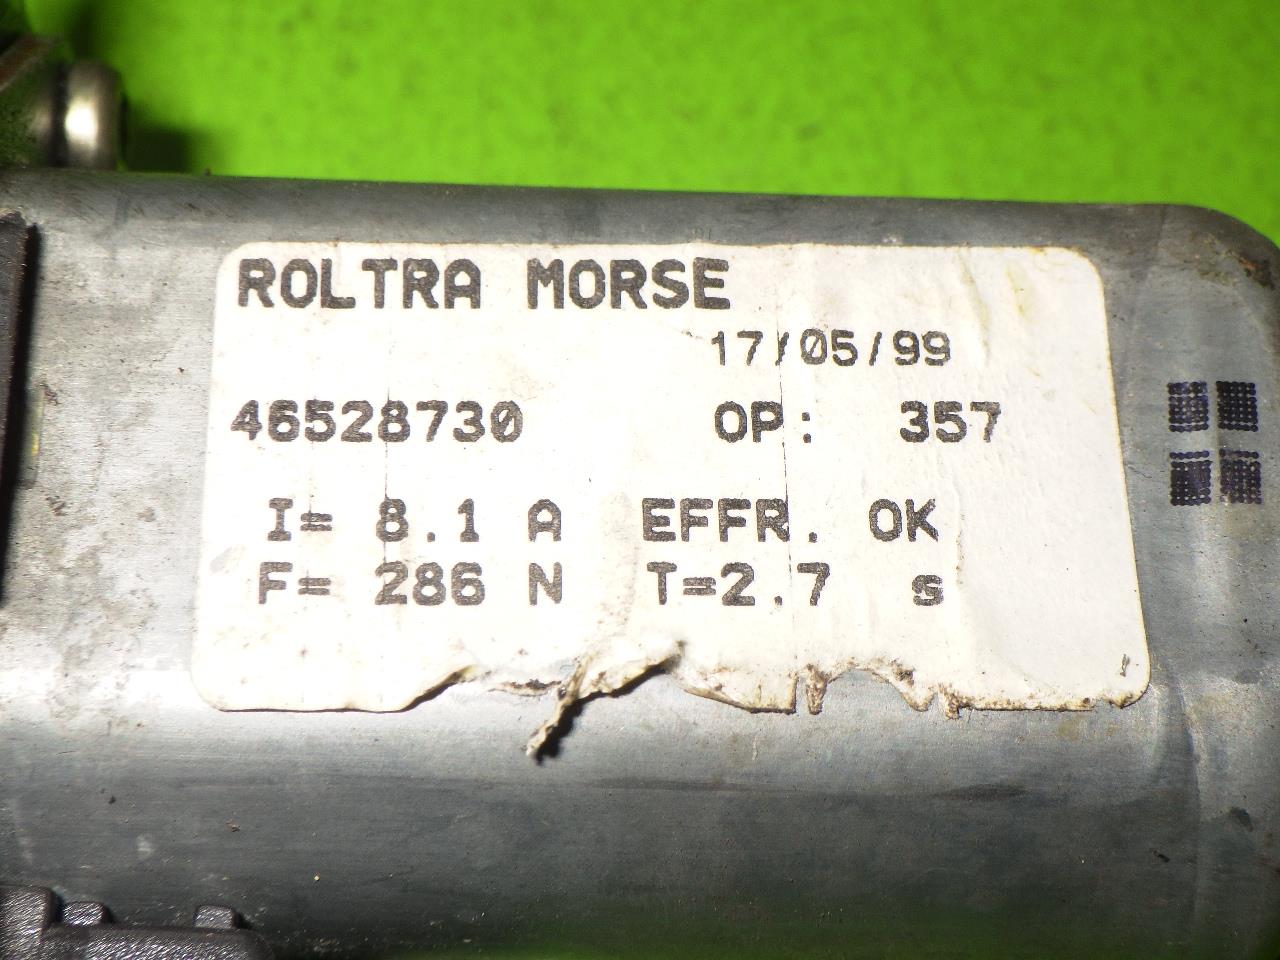 ROLTRA MORSE
17/05/99
46528730 OP: 357
I= 8.1 A EFFR. OK
F= 286 N T=2.7 s